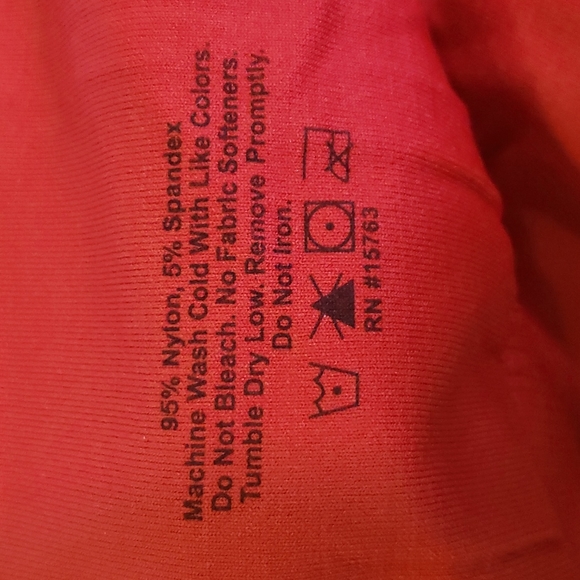 95% Nylon, 5% Spandex
Machine Wash Cold With Like Colors.
Do Not Bleach. No Fabric Softeners.
Tumble Dry Low. Remove Promptly.
Do Not Iron.
RN #15763